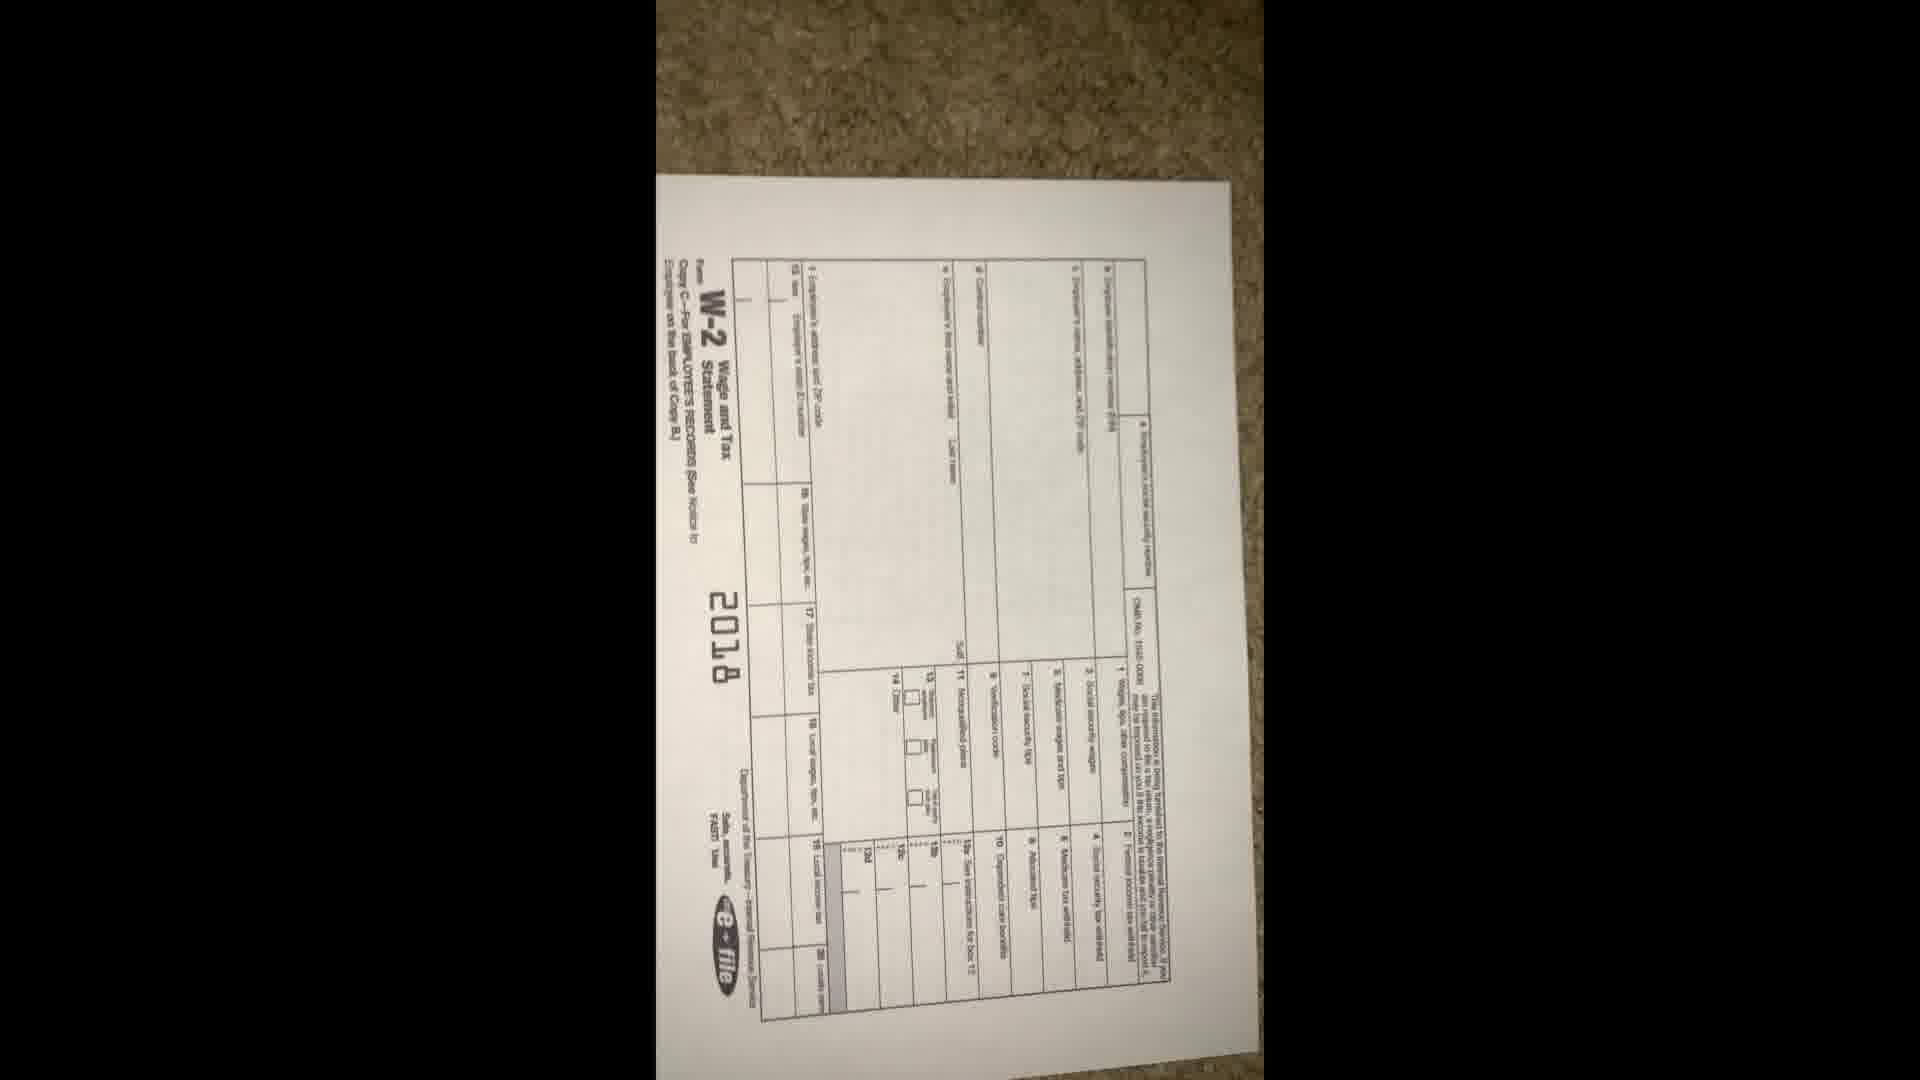 a Employee's social security number
OMB No. 1545-0008
This information is being furnished to the Internal Revenue Service. If you
are required to file a tax return, a negligence penalty or other sanction
may be imposed on you if this income is taxable and you fail to report it.
b Employer identification number (EIN)
1 Wages, tips, other compensation
2 Federal income tax withheld
c Employer's name, address, and ZIP code
3 Social security wages
4 Social security tax withheld
5 Medicare wages and tips
6 Medicare tax withheld
7 Social security tips
8 Allocated tips
d Control number
9 Verification code
10 Dependent care benefits
e Employee's first name and initial Last name Suff.
11 Nonqualified plans
12a See instructions for box 12
13 Statutory employee Retirement plan Third-party sick pay
12b
14 Other
12c
12d
f Employee's address and ZIP code
15 State Employer's state ID number
16 State wages, tips, etc.
17 State income tax
18 Local wages, tips, etc.
19 Local income tax
20 Locality name
Form W-2 Wage and Tax Statement
2018
Department of the Treasury—Internal Revenue Service
Copy C—For EMPLOYEE'S RECORDS (See Notice to
Employee on the back of Copy B.)
Safe, accurate,
FAST! Use
e-file